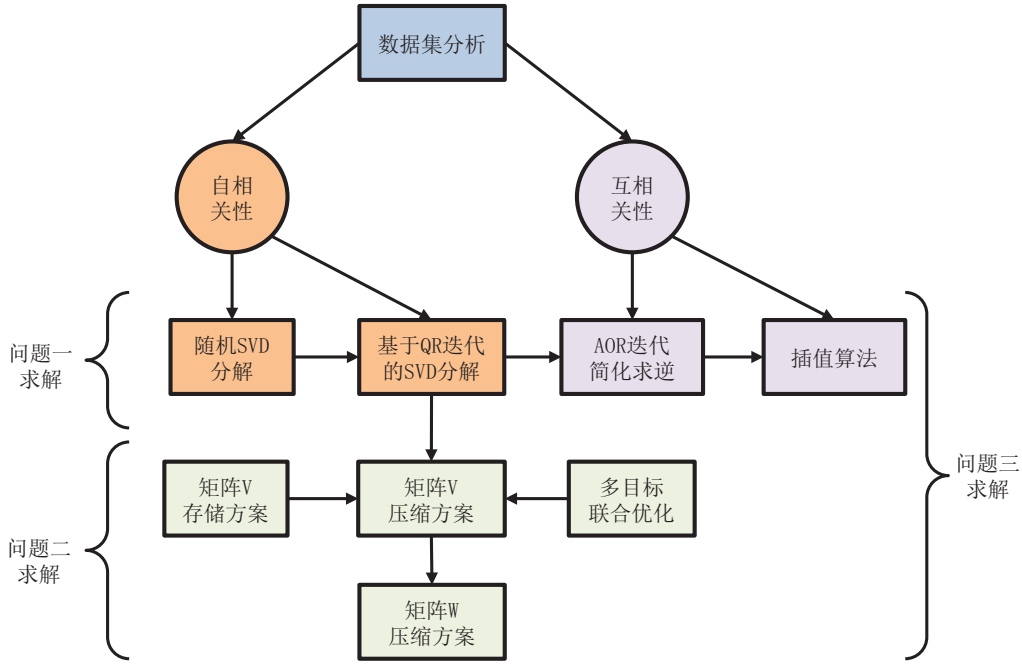 数据集分析
自相
关性
互相
关性
问题一
求解
随机SVD
分解
基于QR迭代
的SVD分解
AOR迭代
简化求逆
插值算法
问题二
求解
矩阵V
存储方案
矩阵V
压缩方案
多目标
联合优化
问题三
求解
矩阵W
压缩方案